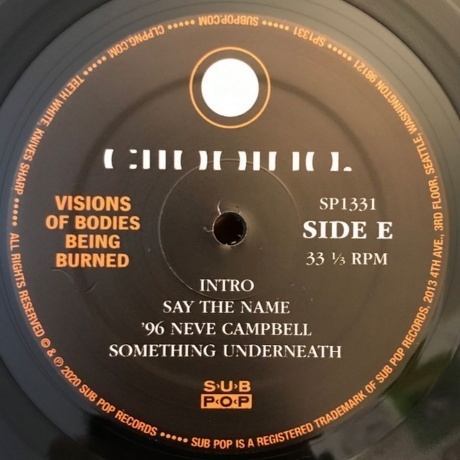 VISIONS
OF BODIES
BEING
BURNED
SP1331
SIDE E
33 ⅓ RPM
INTRO
SAY THE NAME
'96 NEVE CAMPBELL
SOMETHING UNDERNEATH
SUB
POP
ALL RIGHTS RESERVED © & ℗ 2020 SUB POP RECORDS ••••• SUB POP IS A REGISTERED TRADEMARK OF SUB POP RECORDS, 2013 4TH AVE., 3RD FLOOR, SEATTLE, WASHINGTON 98121 ••••• SP1331 ••••• SUBPOP.COM ••••• CLPPNG.COM ••••• TEETH WHITE, KNIVES SHARP •••••